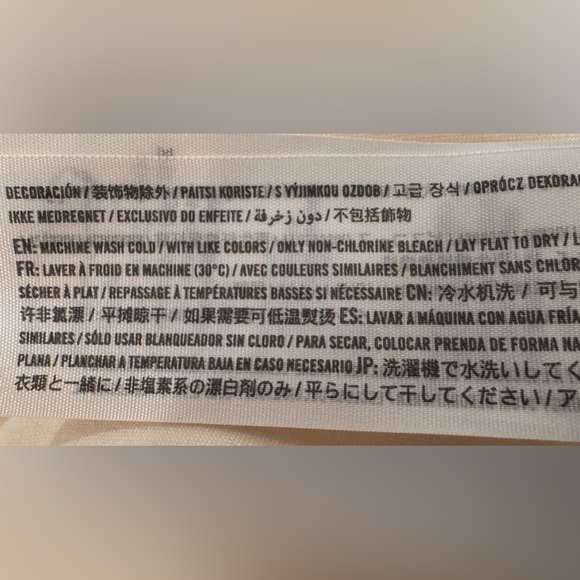 DECORACIÓN / 装飾物除外 / PAITSI KORISTE / S VÝJIMKOU OZDOB / 고급 장식 / OPRÓCZ DEKORA
IKKE MEDREGNET / EXCLUSIVO DO ENFEITE / دون زخرفة / 不包括飾物
EN: MACHINE WASH COLD / WITH LIKE COLORS / ONLY NON-CHLORINE BLEACH / LAY FLAT TO DRY / L
FR: LAVER À FROID EN MACHINE (30°C) / AVEC COULEURS SIMILAIRES / BLANCHIMENT SANS CHLOR
SÉCHER À PLAT / REPASSAGE À TEMPÉRATURES BASSES SI NÉCESSAIRE CN: 冷水机洗 / 可与
许非氯漂 / 平摊晾干 / 如果需要可低温熨烫 ES: LAVAR A MÁQUINA CON AGUA FRÍA
SIMILARES / SÓLO USAR BLANQUEADOR SIN CLORO / PARA SECAR, COLOCAR PRENDA DE FORMA NA
PLANA / PLANCHAR A TEMPERATURA BAJA EN CASO NECESARIO JP: 洗濯機で水洗いしてく
衣類と一緒に / 非塩素系の漂白剤のみ / 平らにして干してください / ア